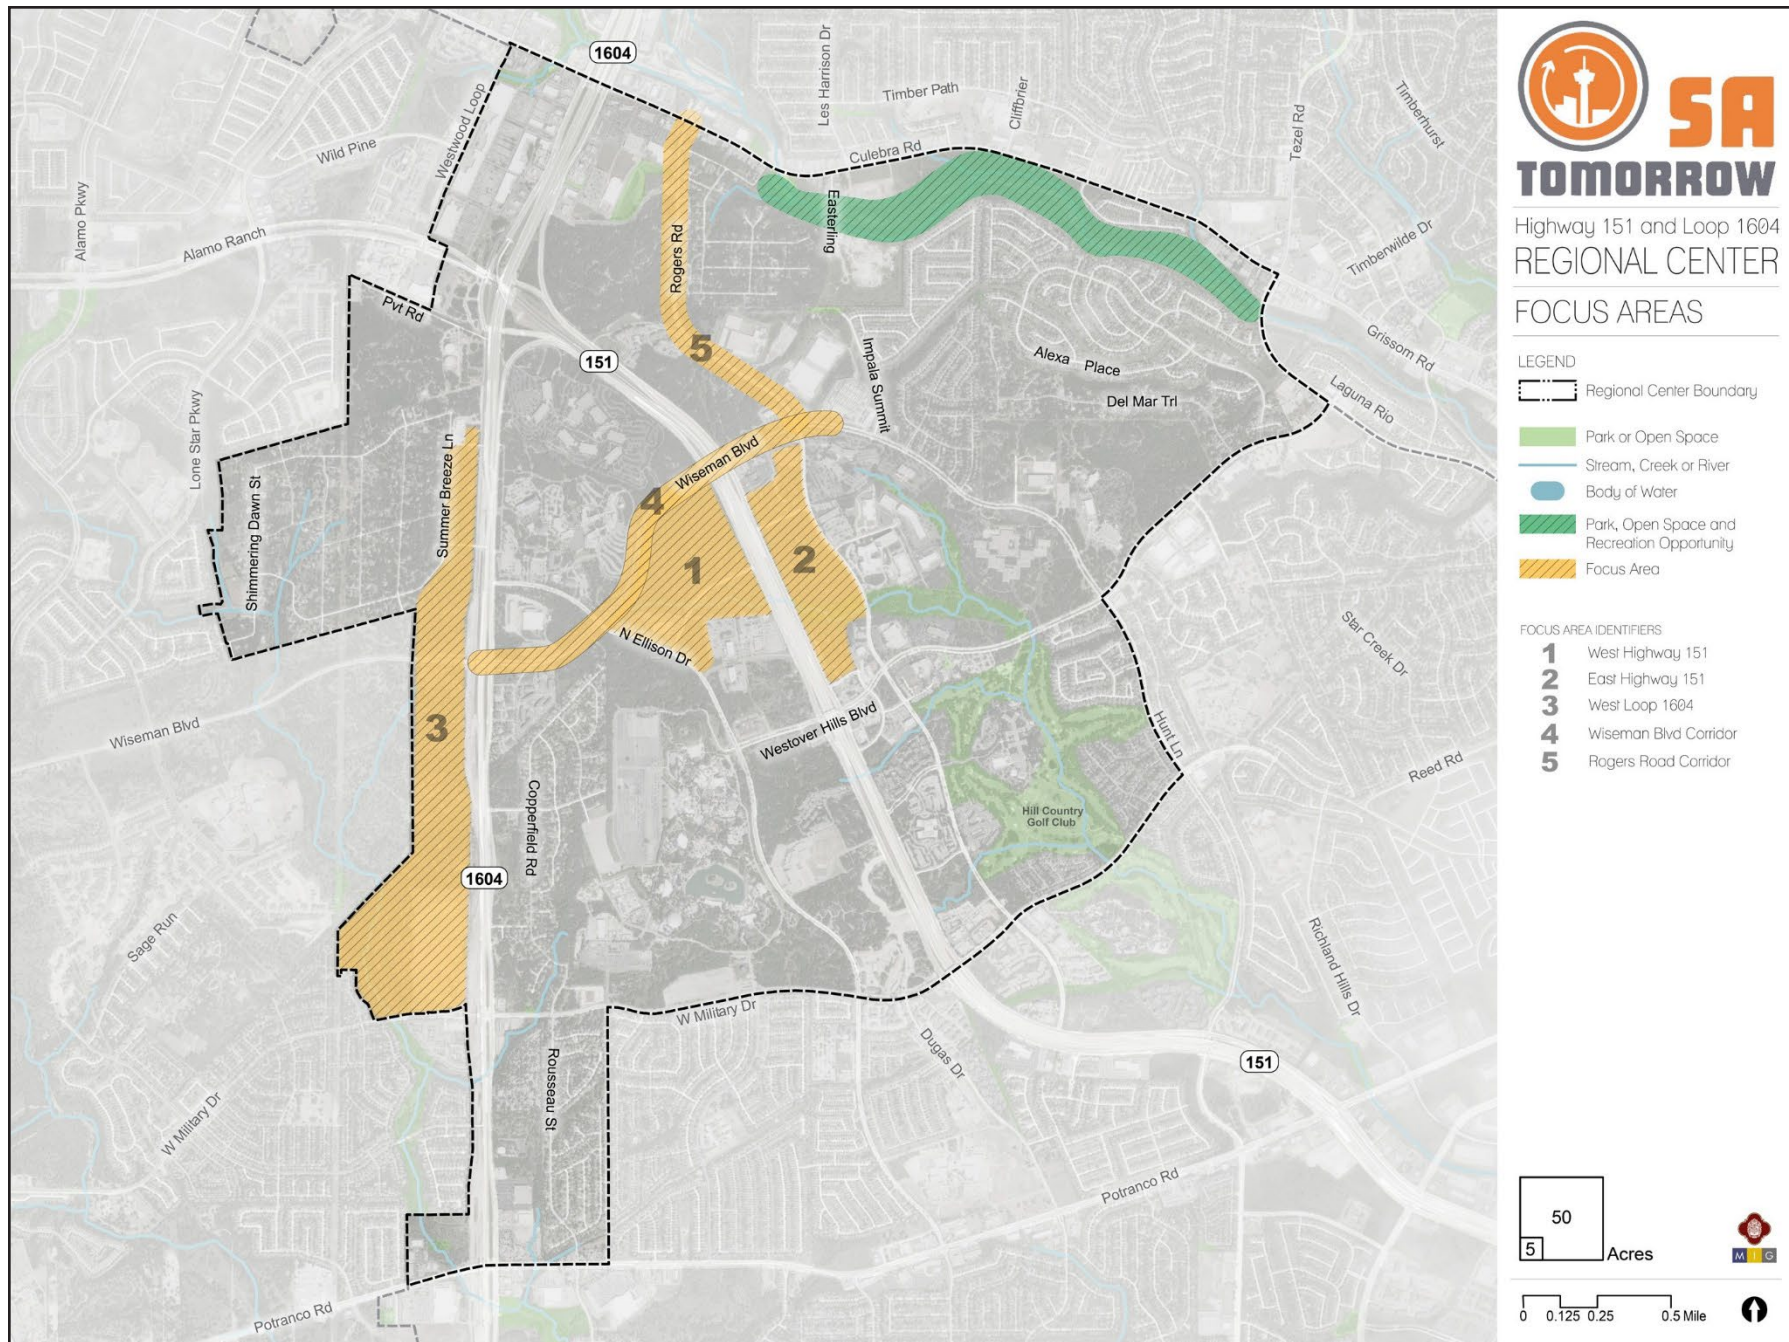 1604
Les Harrison Dr
Timber Path
Cliffbrier
Tezel Rd
Timberhurst
Westwood Loop
Wild Pine
Culebra Rd
Alamo Pkwy
Alamo Ranch
Easterling
Rogers Rd
Timberwilde Dr
Pvt Rd
151
5
Impala Summit
Alexa Place
Del Mar Trl
Grissom Rd
Laguna Rio
Lone Star Pkwy
Summer Breeze Ln
Wiseman Blvd
4
Shimmering Dawn St
1
2
N Ellison Dr
Star Creek Dr
3
Wiseman Blvd
Westover Hills Blvd
Hunt Ln
Reed Rd
Copperfield Rd
Hill Country
Golf Club
1604
Sage Run
Richland Hills Dr
W Military Dr
Dugas Dr
Rousseau St
151
W Military Dr
Potranco Rd
Potranco Rd
SA
TOMORROW
Highway 151 and Loop 1604
REGIONAL CENTER
FOCUS AREAS
LEGEND
Regional Center Boundary
Park or Open Space
Stream, Creek or River
Body of Water
Park, Open Space and
Recreation Opportunity
Focus Area
FOCUS AREA IDENTIFIERS
1 West Highway 151
2 East Highway 151
3 West Loop 1604
4 Wiseman Blvd Corridor
5 Rogers Road Corridor
50
5
Acres
M I G
0 0.125 0.25 0.5 Mile